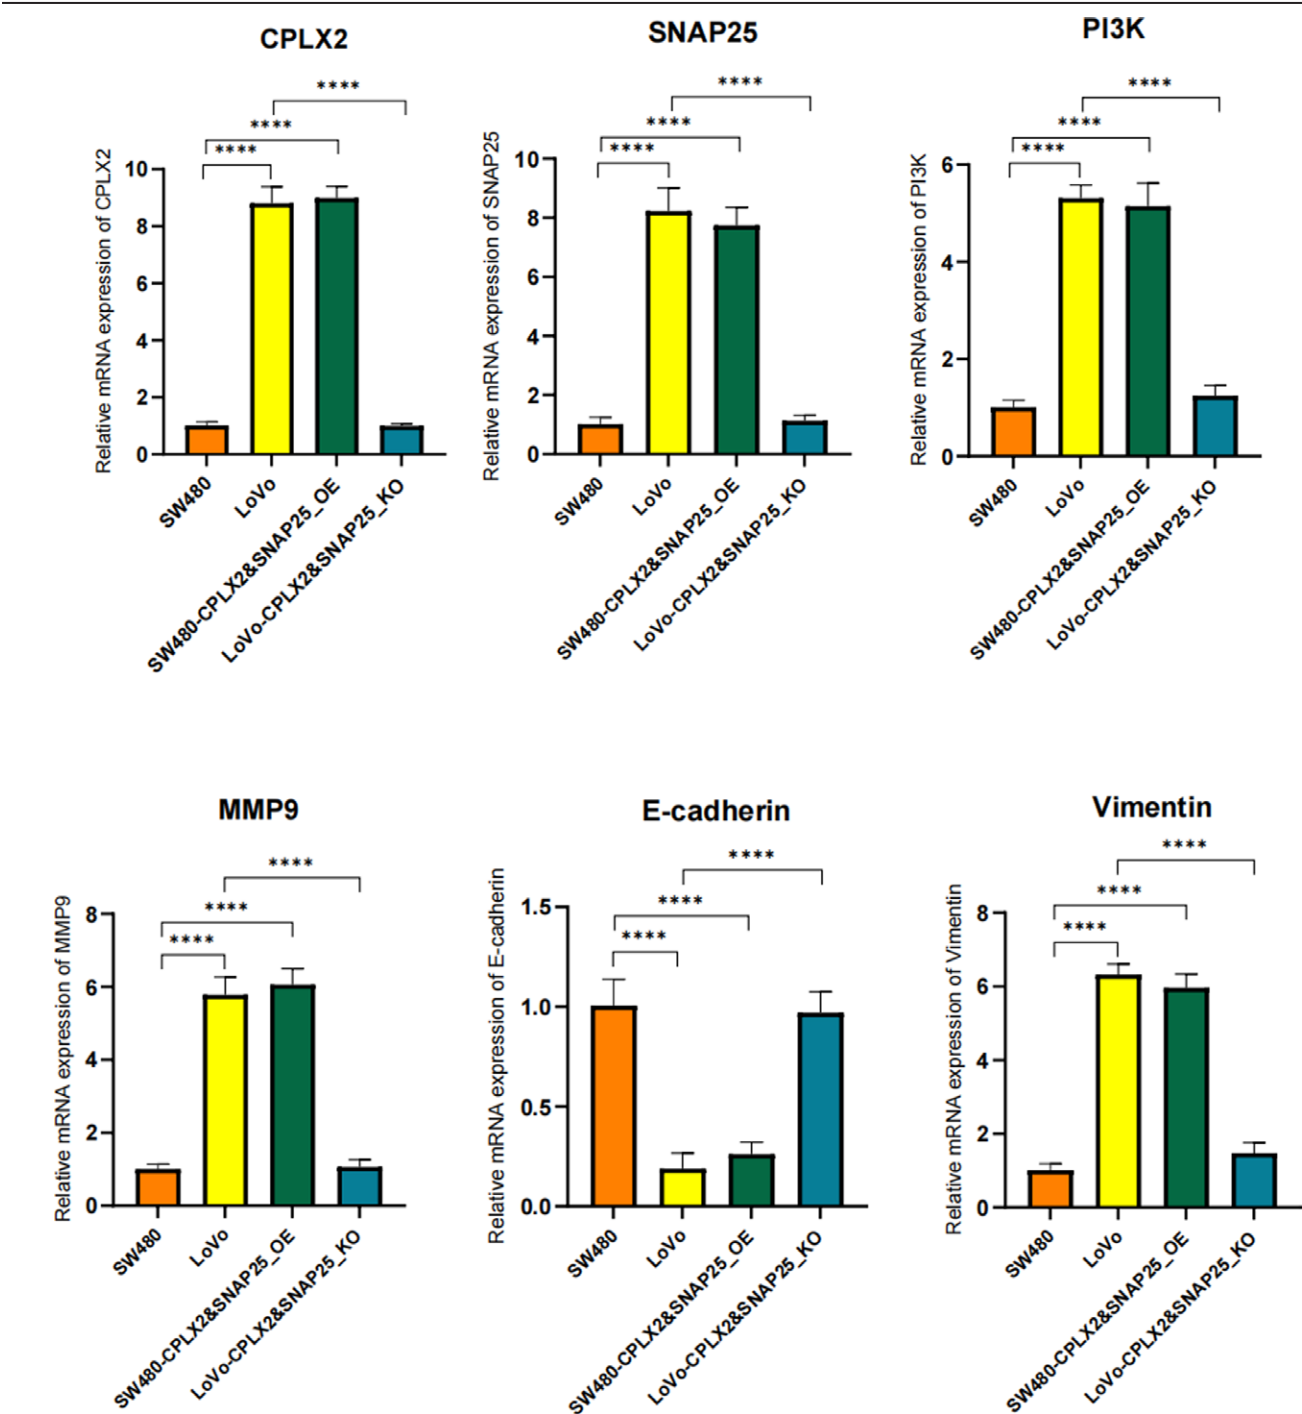 CPLX2
****
****
****
Relative mRNA expression of CPLX2
10
8
6
4
2
0
SW480
LoVo
SW480-CPLX2&SNAP25_OE
LoVo-CPLX2&SNAP25_KO
SNAP25
****
****
****
Relative mRNA expression of SNAP25
10
8
6
4
2
0
SW480
LoVo
SW480-CPLX2&SNAP25_OE
LoVo-CPLX2&SNAP25_KO
PI3K
****
****
****
Relative mRNA expression of PI3K
6
4
2
0
SW480
LoVo
SW480-CPLX2&SNAP25_OE
LoVo-CPLX2&SNAP25_KO
MMP9
****
****
****
Relative mRNA expression of MMP9
8
6
4
2
0
SW480
LoVo
SW480-CPLX2&SNAP25_OE
LoVo-CPLX2&SNAP25_KO
E-cadherin
****
****
****
Relative mRNA expression of E-cadherin
1.5
1.0
0.5
0.0
SW480
LoVo
SW480-CPLX2&SNAP25_OE
LoVo-CPLX2&SNAP25_KO
Vimentin
****
****
****
Relative mRNA expression of Vimentin
8
6
4
2
0
SW480
LoVo
SW480-CPLX2&SNAP25_OE
LoVo-CPLX2&SNAP25_KO